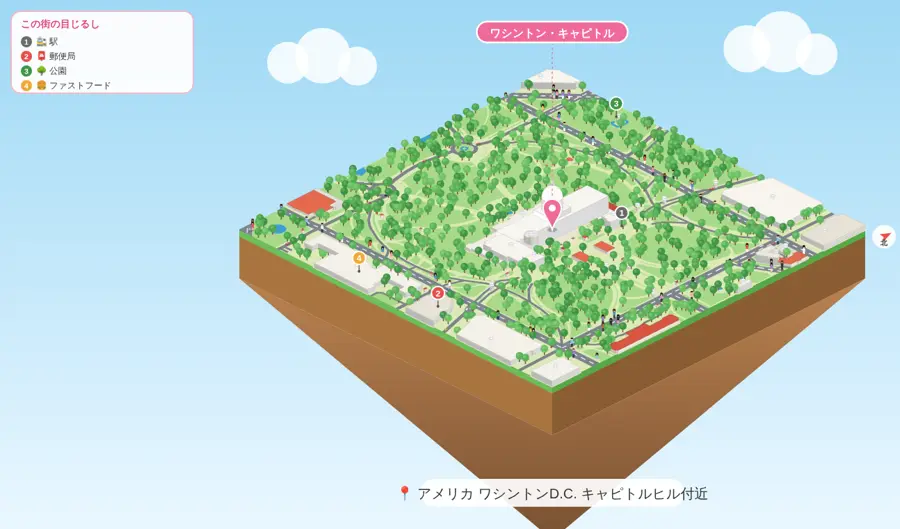 この街の目じるし
1 駅
2 郵便局
3 公園
4 ファストフード
ワシントン・キャピトル
3
1
4
2
北
アメリカ ワシントンD.C. キャピトルヒル付近